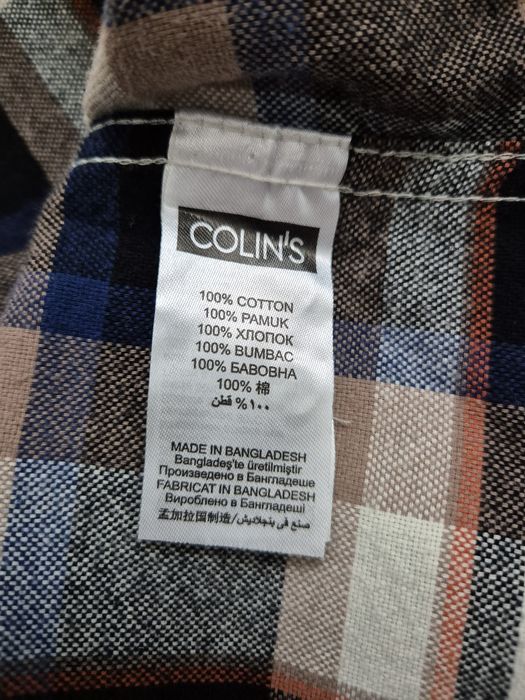 COLIN'S
100% COTTON
100% PAMUK
100% ХЛОПОК
100% BUMBAC
100% БАВОВНА
100% 棉
١٠٠% قطن
MADE IN BANGLADESH
Bangladeş'te üretilmiştir
Произведено в Бангладеше
FABRICAT IN BANGLADESH
Вироблено в Бангладеші
孟加拉国制造/صنع في بنجلاديش